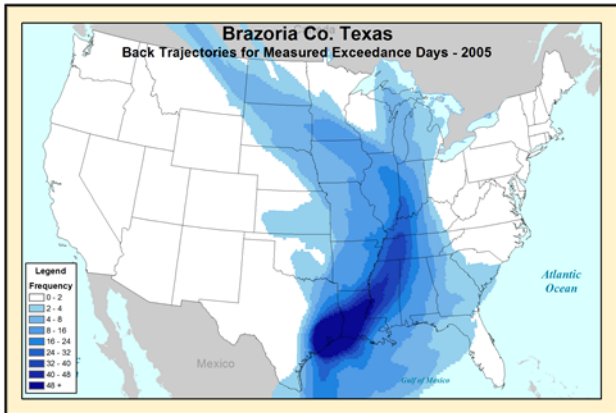 Canada
Brazoria Co. Texas
Back Trajectories for Measured Exceedance Days - 2005
Atlantic
Ocean
Legend
Frequency
0 - 2
2 - 4
4 - 8
8 - 16
16 - 24
24 - 32
32 - 40
40 - 48
48 +
Mexico
Gulf of Mexico